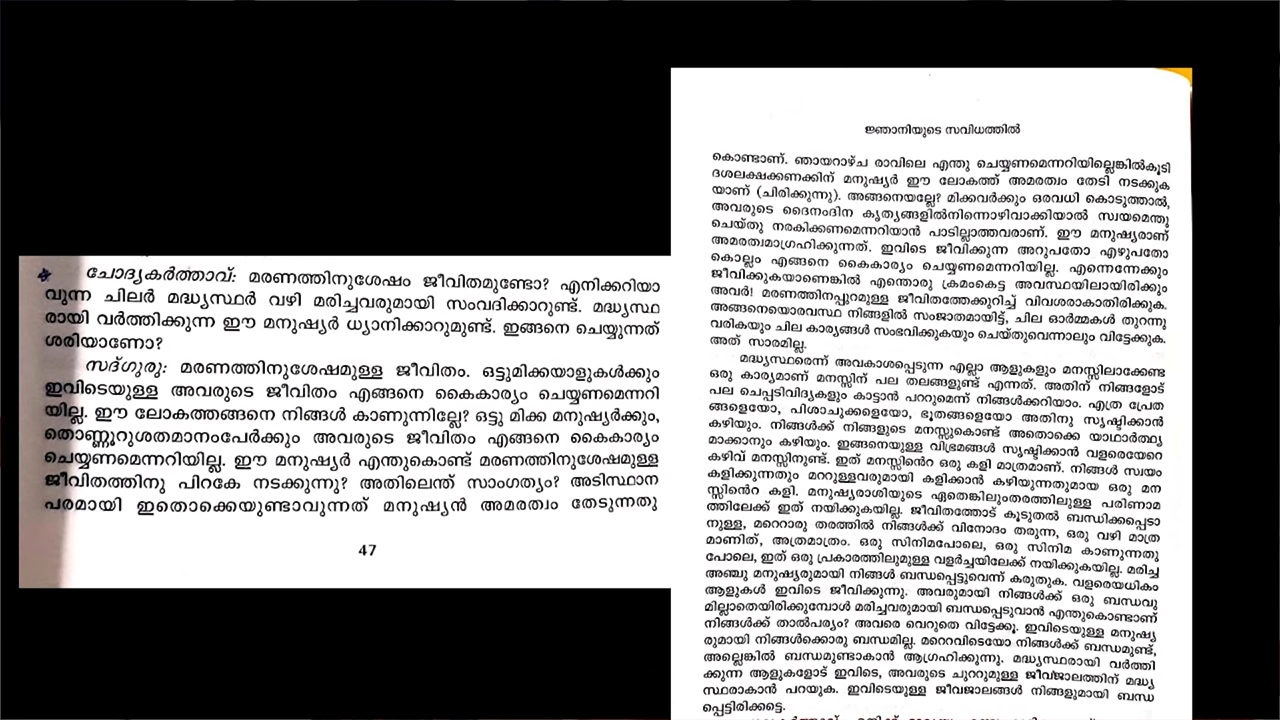 ചോദ്യകർത്താവ്: മരണത്തിനുശേഷം ജീവിതമുണ്ടോ? എനിക്കറിയാ
വുന്ന ചിലർ മദ്ധ്യസ്ഥർ വഴി മരിച്ചവരുമായി സംവദിക്കാറുണ്ട്. മദ്ധ്യസ്ഥ
രായി വർത്തിക്കുന്ന ഈ മനുഷ്യർ ധ്യാനിക്കാറുമുണ്ട്. ഇങ്ങനെ ചെയ്യുന്നത്
ശരിയാണോ?
സദ്ഗുരു: മരണത്തിനുശേഷമുള്ള ജീവിതം. ഒട്ടുമിക്കയാളുകൾക്കും
ഇവിടെയുള്ള അവരുടെ ജീവിതം എങ്ങനെ കൈകാര്യം ചെയ്യണമെന്നറി
യില്ല. ഈ ലോകത്തങ്ങനെ നിങ്ങൾ കാണുന്നില്ലേ? ഒട്ടു മിക്ക മനുഷ്യർക്കും,
തൊണ്ണൂറുശതമാനംപേർക്കും അവരുടെ ജീവിതം എങ്ങനെ കൈകാര്യം
ചെയ്യണമെന്നറിയില്ല. ഈ മനുഷ്യർ എന്തുകൊണ്ട് മരണത്തിനുശേഷമുള്ള
ജീവിതത്തിനു പിറകേ നടക്കുന്നു? അതിലെന്ത് സാംഗത്യം? അടിസ്ഥാന
പരമായി ഇതൊക്കെയുണ്ടാവുന്നത് മനുഷ്യൻ അമരത്വം തേടുന്നതു
47
ജ്ഞാനിയുടെ സവിധത്തിൽ
കൊണ്ടാണ്. ഞായറാഴ്ച രാവിലെ എന്തു ചെയ്യണമെന്നറിയില്ലെങ്കിൽകൂടി
ദശലക്ഷക്കണക്കിന് മനുഷ്യർ ഈ ലോകത്ത് അമരത്വം തേടി നടക്കുക
യാണ് (ചിരിക്കുന്നു). അങ്ങനെയല്ലേ? മിക്കവർക്കും ഒരവധി കൊടുത്താൽ,
അവരുടെ ദൈനംദിന കൃത്യങ്ങളിൽനിന്നൊഴിവാക്കിയാൽ സ്വയമെന്തു
ചെയ്തു നരകിക്കണമെന്നറിയാൻ പാടില്ലാത്തവരാണ്. ഈ മനുഷ്യരാണ്
അമരത്വമാഗ്രഹിക്കുന്നത്. ഇവിടെ ജീവിക്കുന്ന അറുപതോ എഴുപതോ
കൊല്ലം എങ്ങനെ കൈകാര്യം ചെയ്യണമെന്നറിയില്ല. എന്നെന്നേക്കും
ജീവിക്കുകയാണെങ്കിൽ എന്തൊരു ക്രമംകെട്ട അവസ്ഥയിലായിരിക്കും
അവർ! മരണത്തിനപ്പുറമുള്ള ജീവിതത്തേക്കുറിച്ച് വിവശരാകാതിരിക്കുക.
അങ്ങനെയൊരവസ്ഥ നിങ്ങളിൽ സംജാതമായിട്ട്, ചില ഓർമ്മകൾ തുറന്നു
വരികയും ചില കാര്യങ്ങൾ സംഭവിക്കുകയും ചെയ്തുവെന്നാലും വിട്ടേക്കുക.
അത് സാരമില്ല.
മദ്ധ്യസ്ഥരെന്ന് അവകാശപ്പെടുന്ന എല്ലാ ആളുകളും മനസ്സിലാക്കേണ്ട
ഒരു കാര്യമാണ് മനസ്സിന് പല തലങ്ങളുണ്ട് എന്നത്. അതിന് നിങ്ങളോട്
പല ചെപ്പടിവിദ്യകളും കാട്ടാൻ പററുമെന്ന് നിങ്ങൾക്കറിയാം. എത്ര പ്രേത
ങ്ങളെയോ, പിശാചുക്കളെയോ, ഭൂതങ്ങളെയോ അതിനു സൃഷ്ടിക്കാൻ
കഴിയും. നിങ്ങൾക്ക് നിങ്ങളുടെ മനസ്സുകൊണ്ട് അതൊക്കെ യാഥാർത്ഥ്യ
മാക്കാനും കഴിയും. ഇങ്ങനെയുള്ള വിഭ്രമങ്ങൾ സൃഷ്ടിക്കാൻ വളരെയേറെ
കഴിവ് മനസ്സിനുണ്ട്. ഇത് മനസ്സിൻെറ ഒരു കളി മാത്രമാണ്. നിങ്ങൾ സ്വയം
കളിക്കുന്നതും മററുള്ളവരുമായി കളിക്കാൻ കഴിയുന്നതുമായ ഒരു മന
സ്സിൻെറ കളി. മനുഷ്യരാശിയുടെ ഏതെങ്കിലുംതരത്തിലുള്ള പരിണാമ
ത്തിലേക്ക് ഇത് നയിക്കുകയില്ല. ജീവിതത്തോട് കൂടുതൽ ബന്ധിക്കപ്പെടാ
നുള്ള, മറെറാരു തരത്തിൽ നിങ്ങൾക്ക് വിനോദം തരുന്ന, ഒരു വഴി മാത്ര
മാണിത്, അത്രമാത്രം. ഒരു സിനിമപോലെ, ഒരു സിനിമ കാണുന്നതു
പോലെ, ഇത് ഒരു പ്രകാരത്തിലുമുള്ള വളർച്ചയിലേക്ക് നയിക്കുകയില്ല. മരിച്ച
അഞ്ചു മനുഷ്യരുമായി നിങ്ങൾ ബന്ധപ്പെട്ടുവെന്ന് കരുതുക. വളരെയധികം
ആളുകൾ ഇവിടെ ജീവിക്കുന്നു. അവരുമായി നിങ്ങൾക്ക് ഒരു ബന്ധവു
മില്ലാതെയിരിക്കുമ്പോൾ മരിച്ചവരുമായി ബന്ധപ്പെടുവാൻ എന്തുകൊണ്ടാണ്
നിങ്ങൾക്ക് താൽപര്യം? അവരെ വെറുതെ വിട്ടേക്കൂ. ഇവിടെയുള്ള മനുഷ്യ
രുമായി നിങ്ങൾക്കൊരു ബന്ധമില്ല. മറെറവിടെയോ നിങ്ങൾക്ക് ബന്ധമുണ്ട്,
അല്ലെങ്കിൽ ബന്ധമുണ്ടാകാൻ ആഗ്രഹിക്കുന്നു. മദ്ധ്യസ്ഥരായി വർത്തി
ക്കുന്ന ആളുകളോട് ഇവിടെ, അവരുടെ ചുററുമുള്ള ജീവജാലത്തിന് മദ്ധ്യ
സ്ഥരാകാൻ പറയുക. ഇവിടെയുള്ള ജീവജാലങ്ങൾ നിങ്ങളുമായി ബന്ധ
പ്പെട്ടിരിക്കട്ടെ.